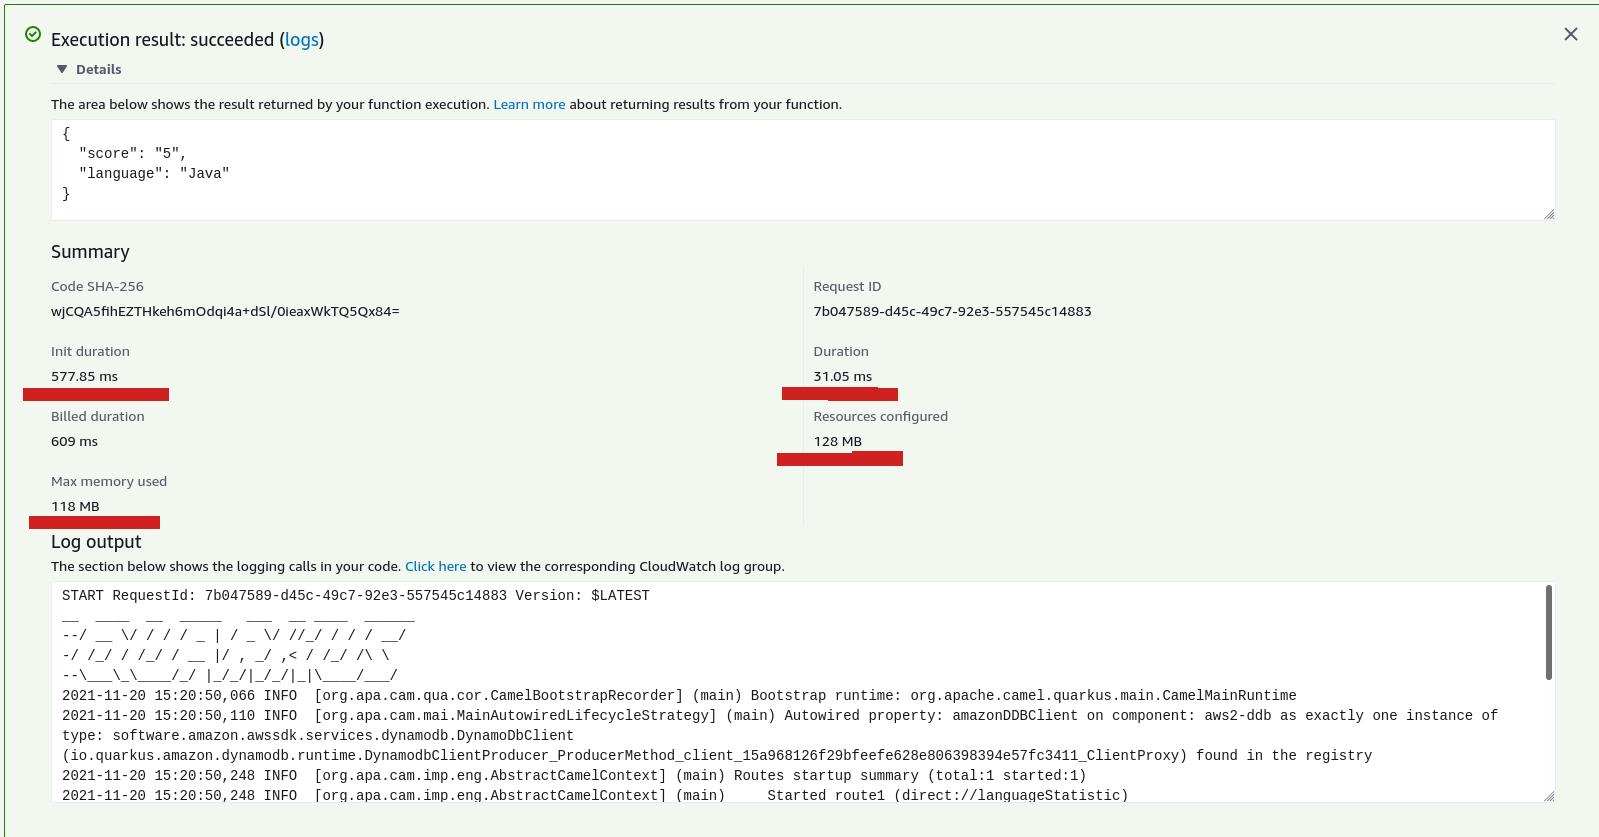 Execution result: succeeded (logs)
Details
The area below shows the result returned by your function execution. Learn more about returning results from your function.
{
  "score": "5",
  "language": "Java"
}
Summary
Code SHA-256
wjCQA5fihEZTHkeh6mOdqi4a+dSl/0ieaxWkTQ5Qx84=
Request ID
7b047589-d45c-49c7-92e3-557545c14883
Init duration
577.85 ms
Duration
31.05 ms
Billed duration
609 ms
Resources configured
128 MB
Max memory used
118 MB
Log output
The section below shows the logging calls in your code. Click here to view the corresponding CloudWatch log group.
START RequestId: 7b047589-d45c-49c7-92e3-557545c14883 Version: $LATEST
__  ____  __  _____   ___  __ ____  ______
--/ __ \/ / / / _ | / _ \/ //_/ / / / __/
-/ /_/ / /_/ / __ |/ , _/ ,< / /_/ /\ \
--\___\_\____/_/ |_/_/|_/_/|_|\____/___/
2021-11-20 15:20:50,066 INFO  [org.apa.cam.qua.cor.CamelBootstrapRecorder] (main) Bootstrap runtime: org.apache.camel.quarkus.main.CamelMainRuntime
2021-11-20 15:20:50,110 INFO  [org.apa.cam.mai.MainAutowiredLifecycleStrategy] (main) Autowired property: amazonDDBClient on component: aws2-ddb as exactly one instance of
type: software.amazon.awssdk.services.dynamodb.DynamoDbClient
(io.quarkus.amazon.dynamodb.runtime.DynamodbClientProducer_ProducerMethod_client_15a968126f29bfeefe628e806398394e57fc3411_ClientProxy) found in the registry
2021-11-20 15:20:50,248 INFO  [org.apa.cam.imp.eng.AbstractCamelContext] (main) Routes startup summary (total:1 started:1)
2021-11-20 15:20:50,248 INFO  [org.apa.cam.imp.eng.AbstractCamelContext] (main)     Started route1 (direct://languageStatistic)